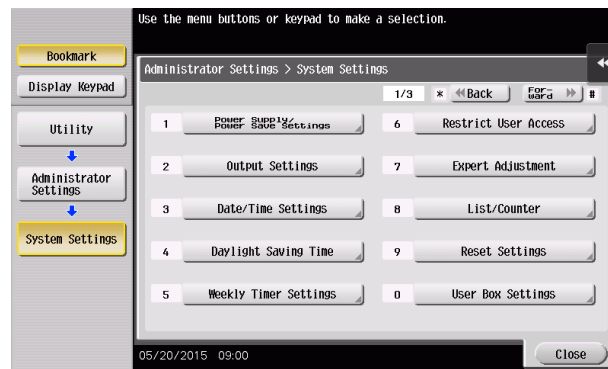 Use the menu buttons or keypad to make a selection.
Bookmark
Display Keypad
Utility
Administrator
Settings
System Settings
Administrator Settings > System Settings
1/3 * Back For-
ward #
1 Power Supply/
Power Save Settings
6 Restrict User Access
2 Output Settings
7 Expert Adjustment
3 Date/Time Settings
8 List/Counter
4 Daylight Saving Time
9 Reset Settings
5 Weekly Timer Settings
0 User Box Settings
05/20/2015 09:00
Close